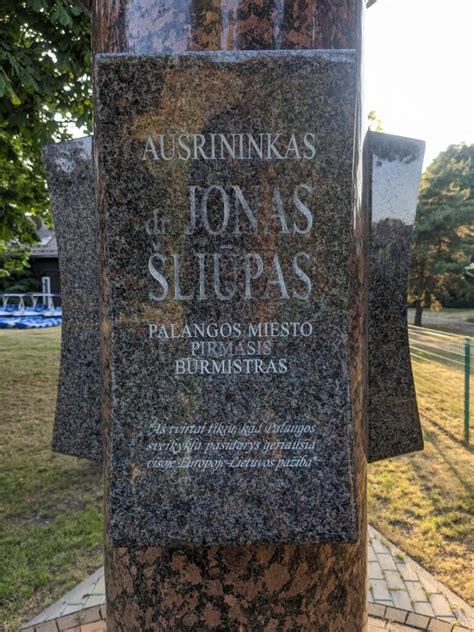 AUŠRININKAS
dr. JONAS
ŠLIŪPAS
PALANGOS MIESTO
PIRMASIS
BURMISTRAS
"Aš tvirtai tikiu, kad Palangos
sveikykla pasidarys geriausia
visoje Europoje-Lietuvos pažiba"